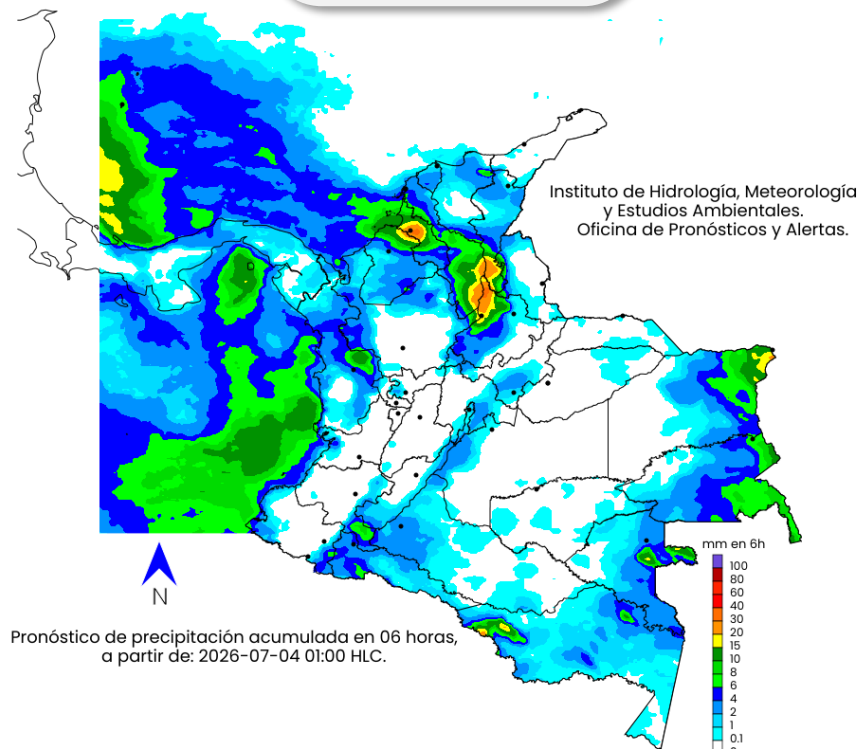 Instituto de Hidrología, Meteorología
y Estudios Ambientales.
Oficina de Pronósticos y Alertas.
mm en 6h
100
80
60
40
30
20
15
10
8
6
4
2
1
0.1
N
Pronóstico de precipitación acumulada en 06 horas,
a partir de: 2026-07-04 01:00 HLC.